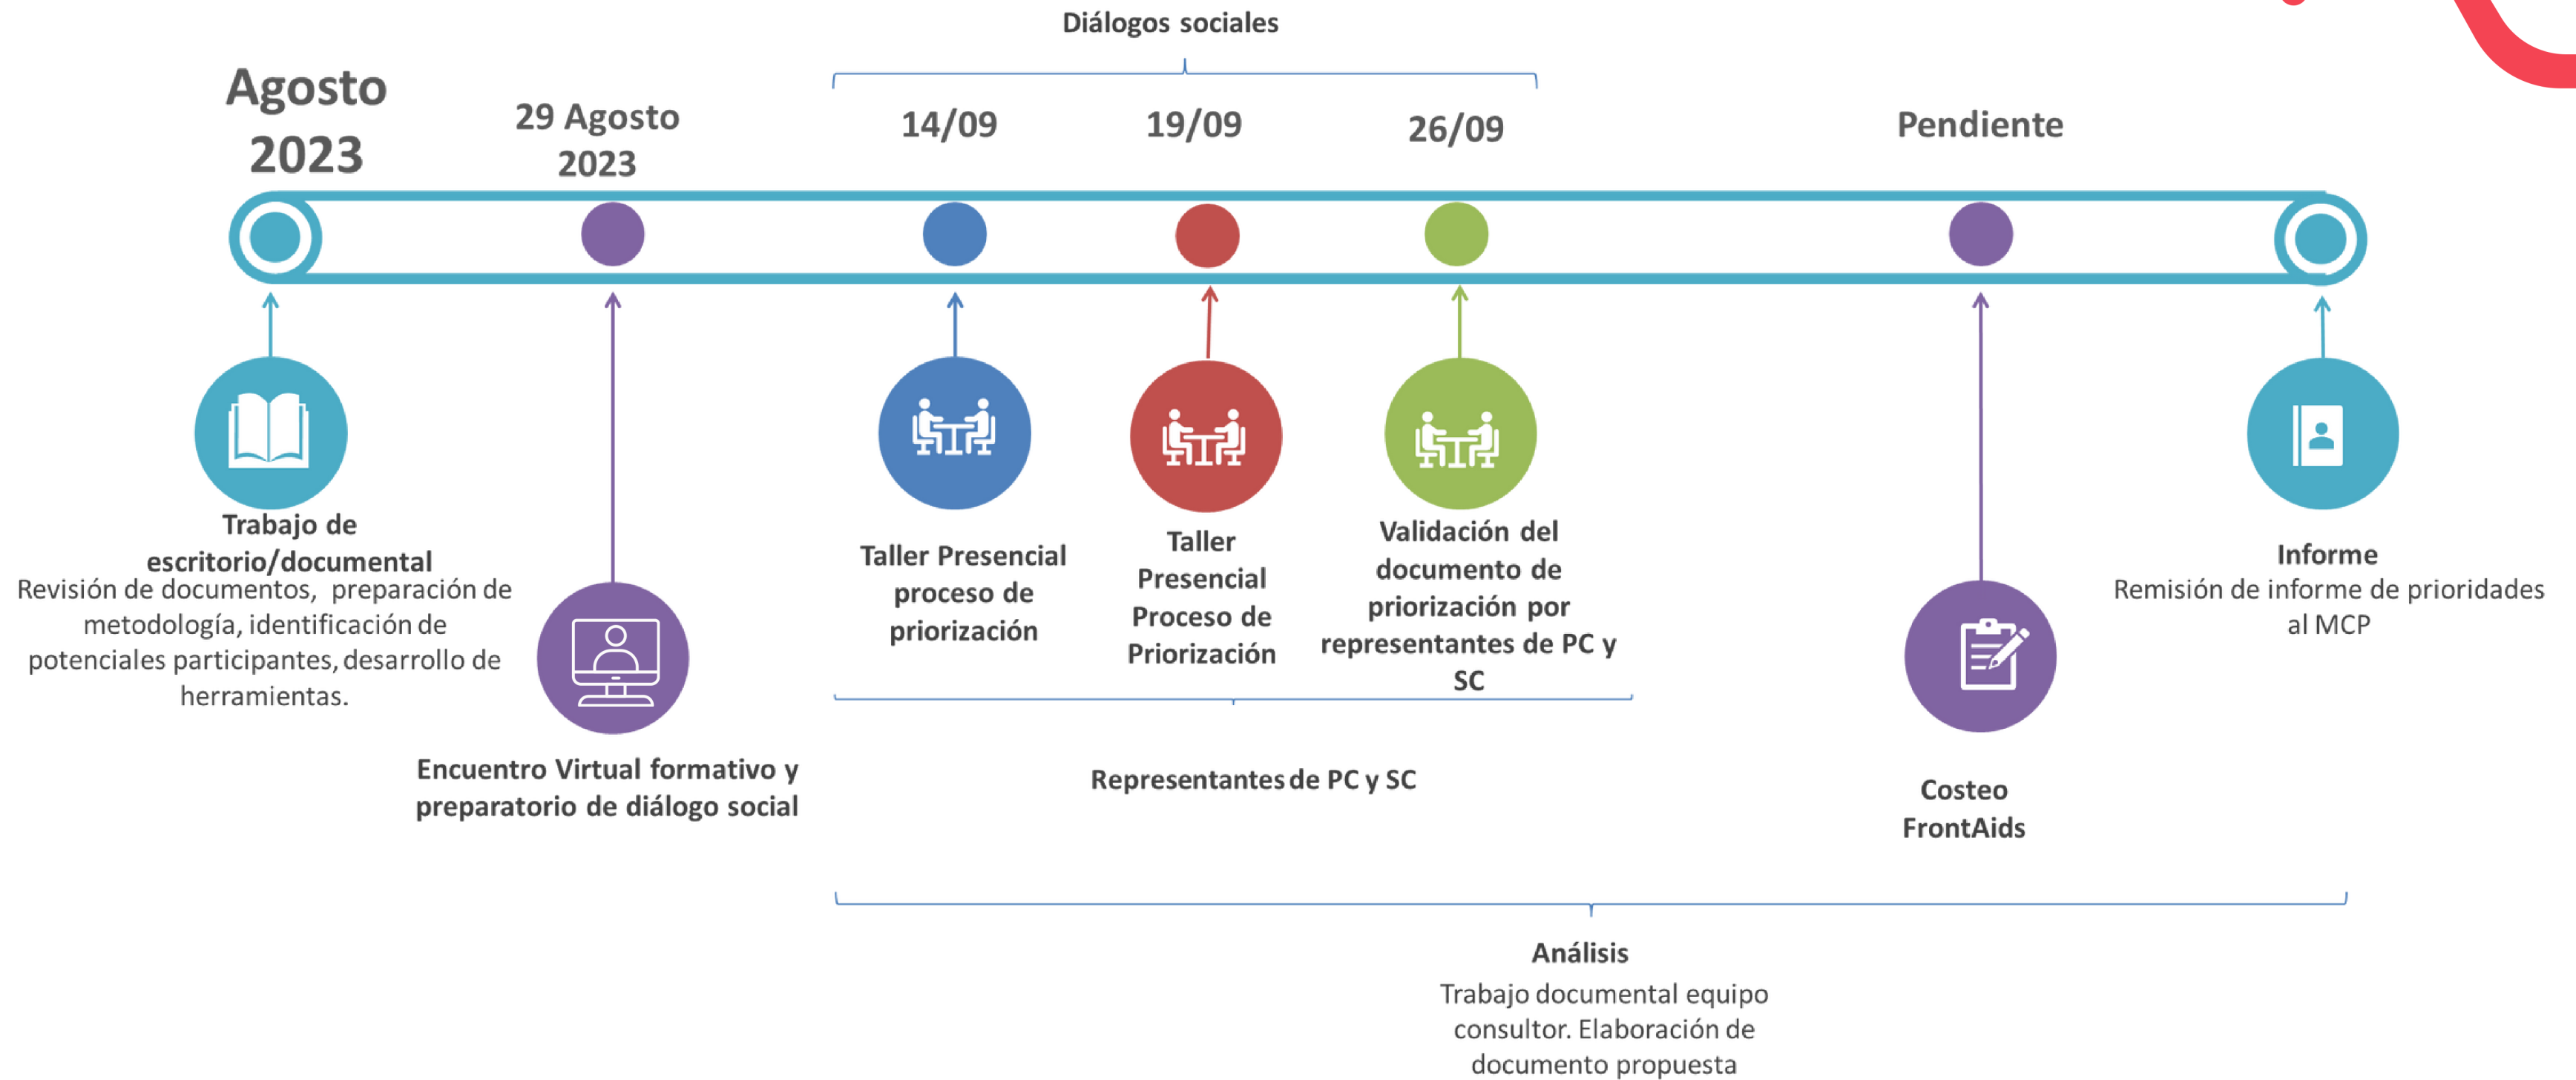 Diálogos sociales
Agosto
2023
29 Agosto
2023
14/09
19/09
26/09
Pendiente
Trabajo de
escritorio/documental
Revisión de documentos, preparación de
metodología, identificación de
potenciales participantes, desarrollo de
herramientas.
Encuentro Virtual formativo y
preparatorio de diálogo social
Taller Presencial
proceso de
priorización
Taller
Presencial
Proceso de
Priorización
Validación del
documento de
priorización por
representantes de PC y
SC
Representantes de PC y SC
Costeo
FrontAids
Informe
Remisión de informe de prioridades
al MCP
Análisis
Trabajo documental equipo
consultor. Elaboración de
documento propuesta